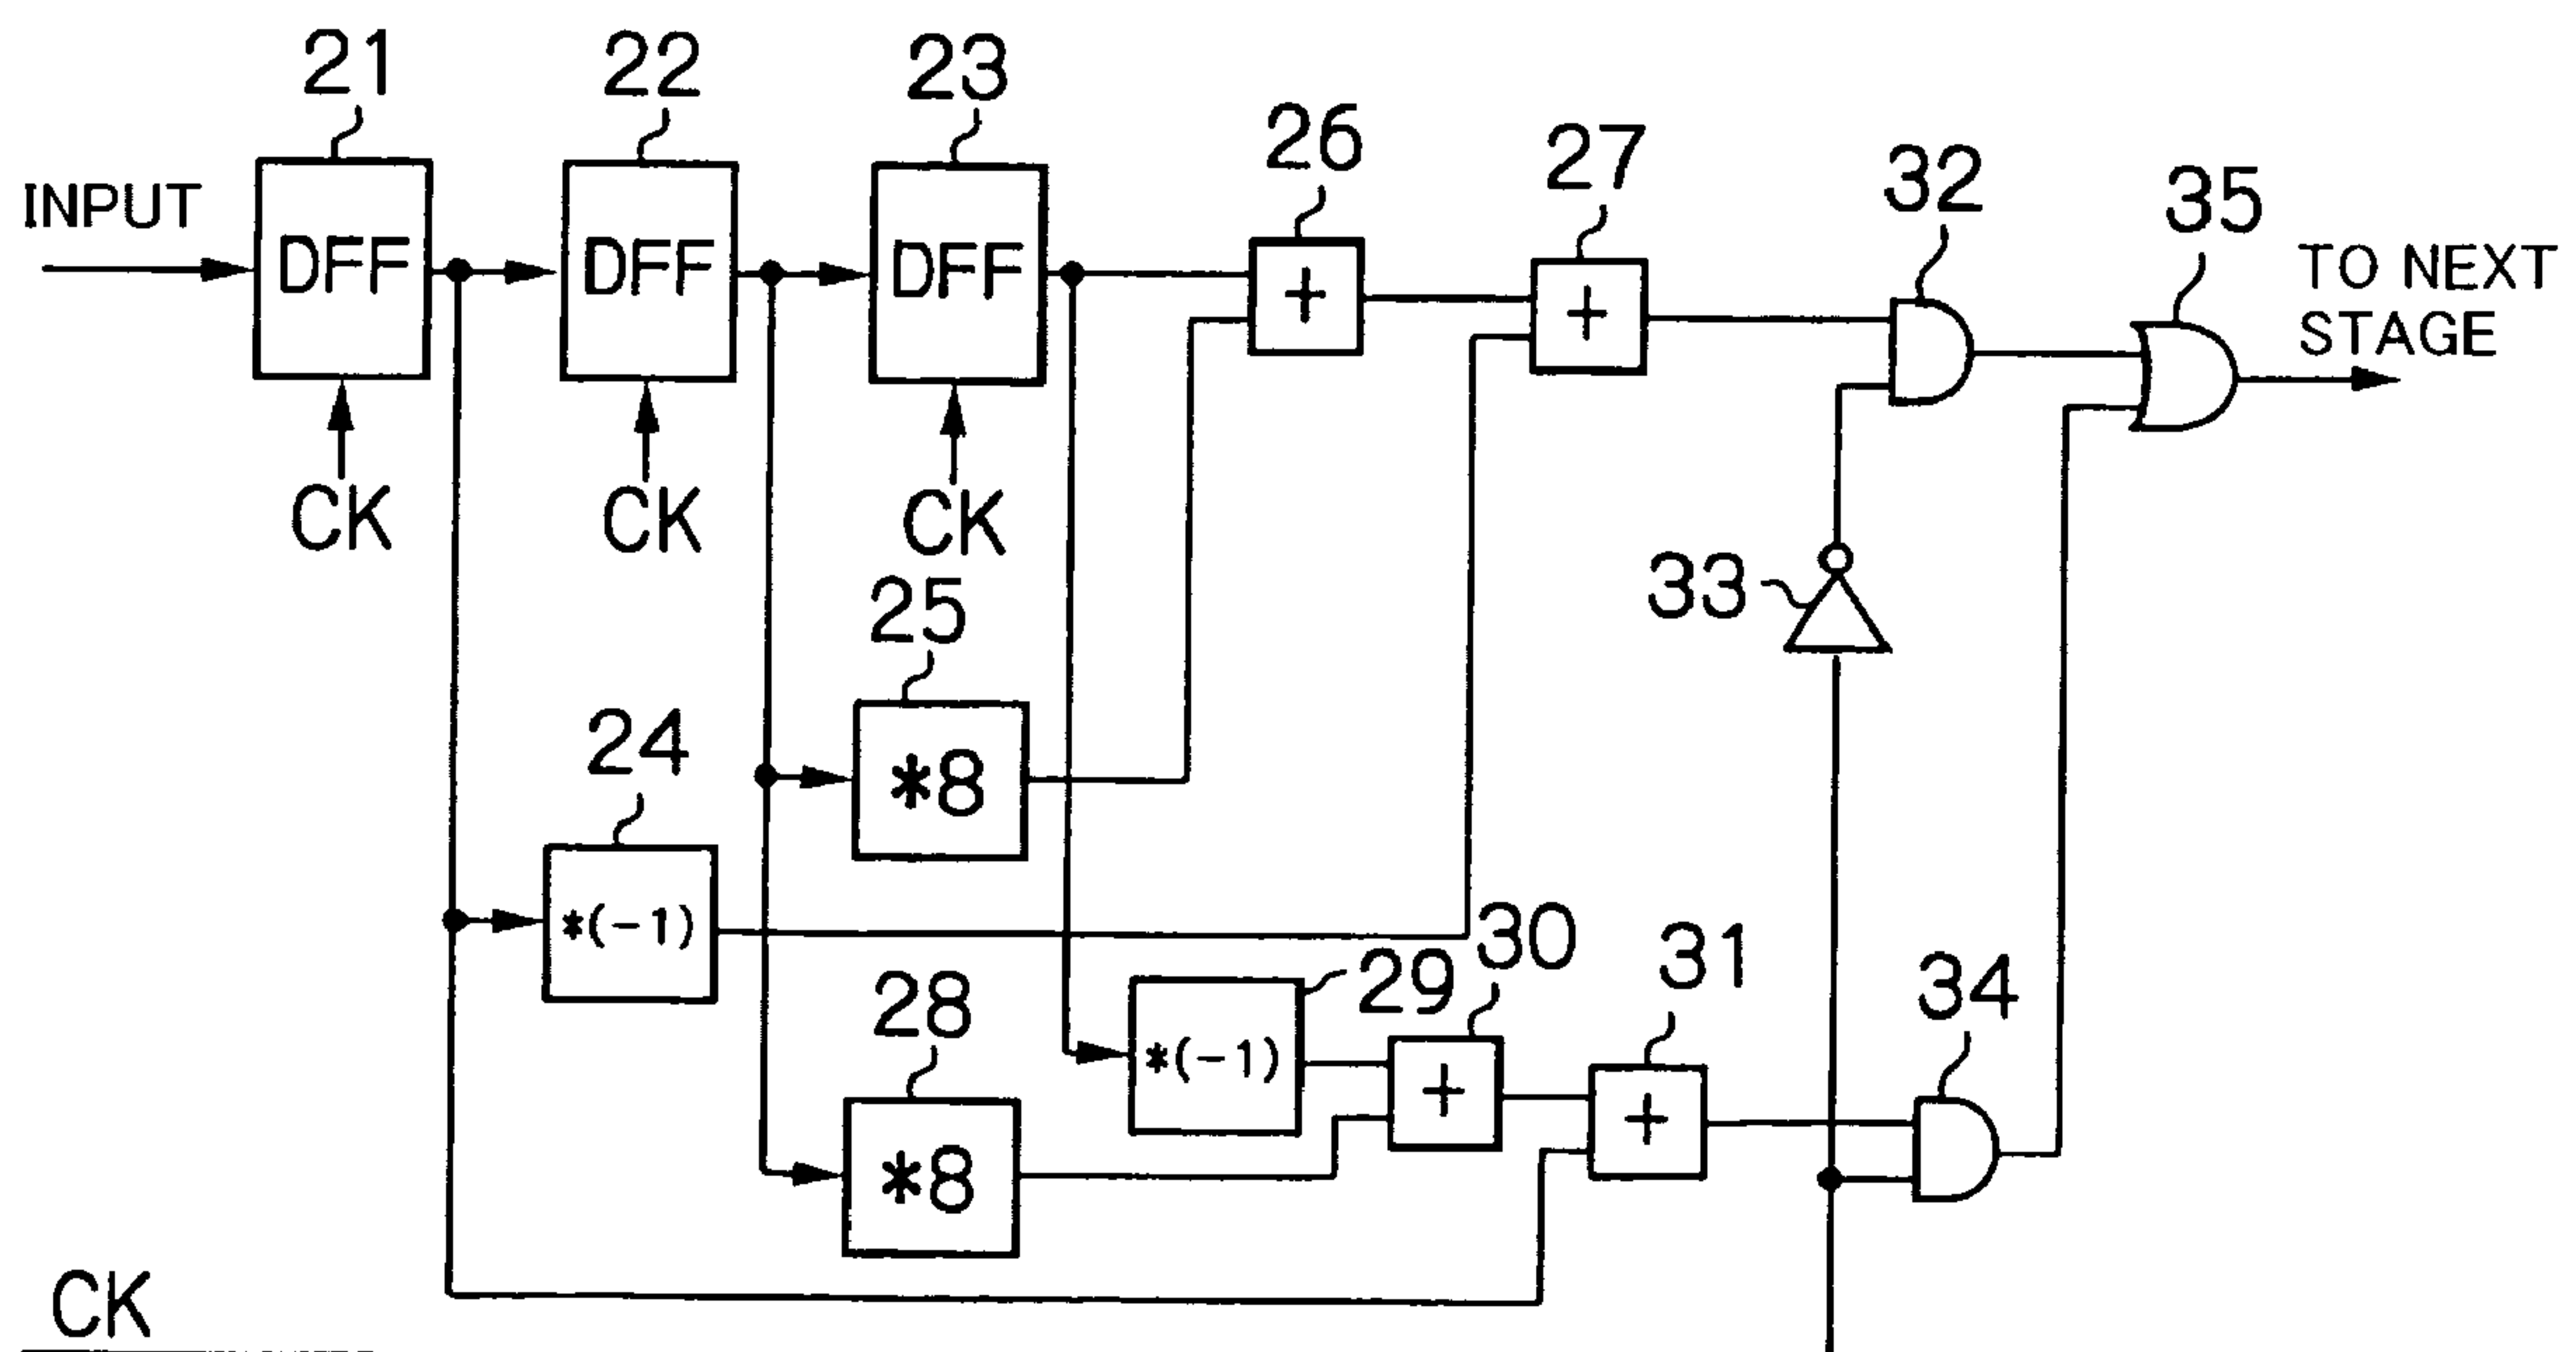 21
22
23
26
27
32
35
INPUT
DFF
DFF
DFF
+
+
TO NEXT
STAGE
CK
CK
CK
33
25
*8
24
*(-1)
28
*8
29
*(-1)
30
+
31
+
34
CK